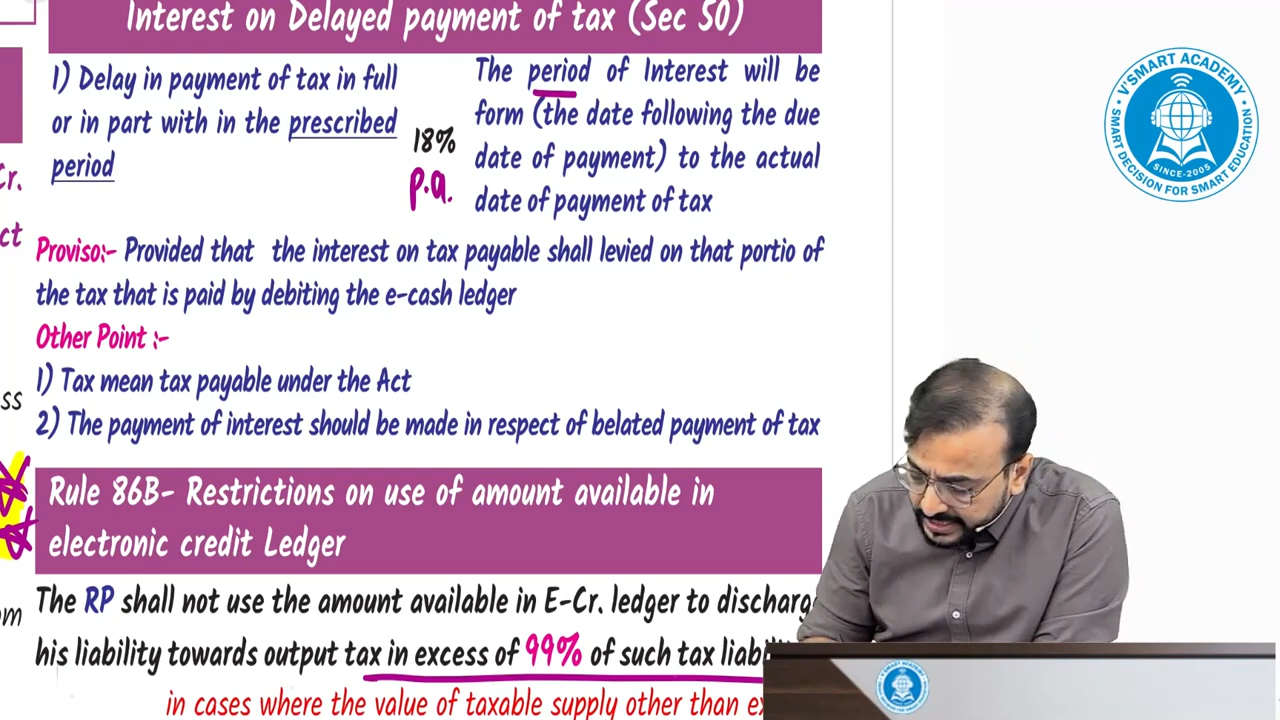 Interest on Delayed payment of tax (Sec 50)
1) Delay in payment of tax in full
or in part with in the prescribed
period
18%
p.a.
The period of Interest will be
form (the date following the due
date of payment) to the actual
date of payment of tax
Cr.
ct
Proviso:- Provided that the interest on tax payable shall levied on that portio of
the tax that is paid by debiting the e-cash ledger
Other Point :-
1) Tax mean tax payable under the Act
ss
2) The payment of interest should be made in respect of belated payment of tax
Rule 86B- Restrictions on use of amount available in
electronic credit Ledger
The RP shall not use the amount available in E-Cr. ledger to discharg
om
his liability towards output tax in excess of 99% of such tax liab
in cases where the value of taxable supply other than ex
V'SMART ACADEMY
SINCE-2005
SMART DECISION FOR SMART EDUCATION